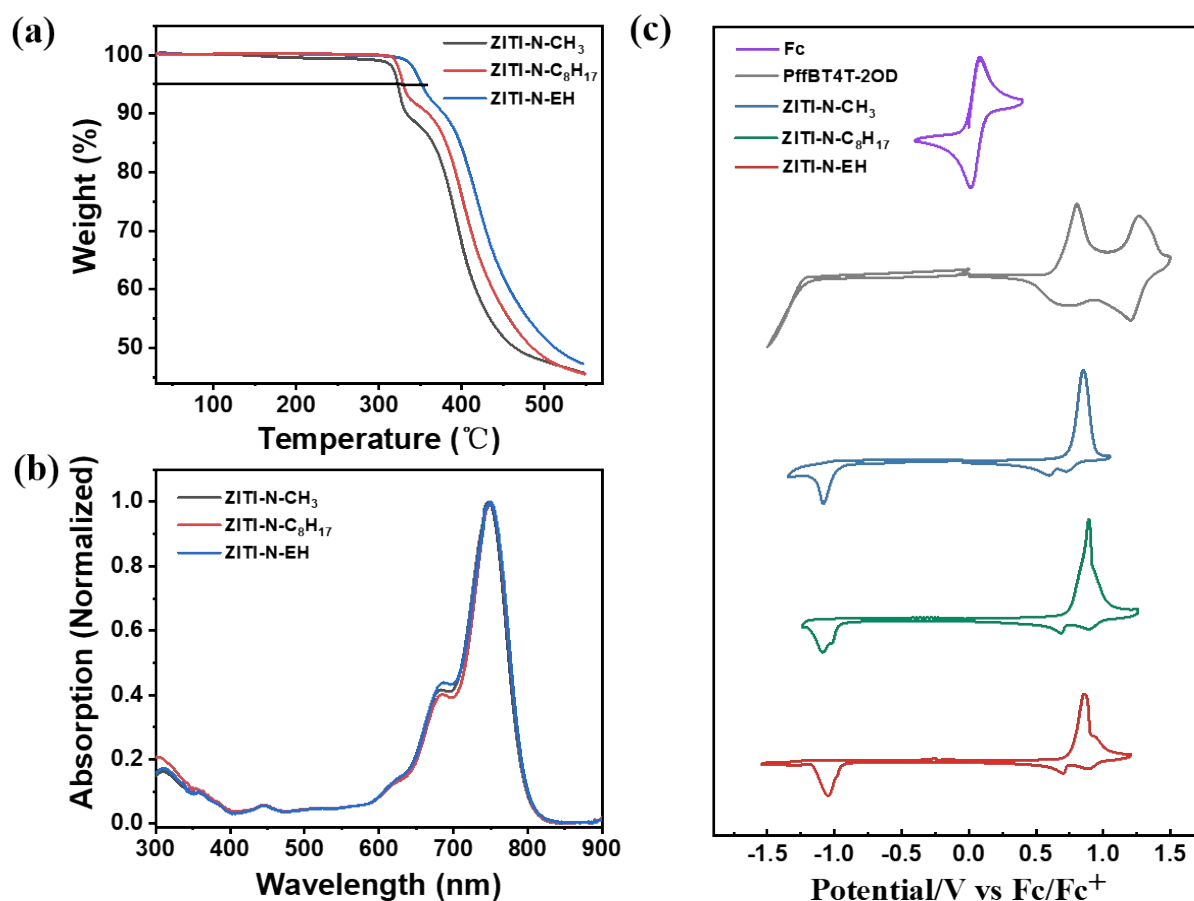 (a)
ZITI-N-CH₃
ZITI-N-C₈H₁₇
ZITI-N-EH
100
90
80
70
60
50
Weight (%)
100 200 300 400 500
Temperature (℃)
(b)
ZITI-N-CH₃
ZITI-N-C₈H₁₇
ZITI-N-EH
1.0
0.8
0.6
0.4
0.2
0.0
Absorption (Normalized)
300 400 500 600 700 800 900
Wavelength (nm)
(c)
Fc
PffBT4T-2OD
ZITI-N-CH₃
ZITI-N-C₈H₁₇
ZITI-N-EH
-1.5 -1.0 -0.5 0.0 0.5 1.0 1.5
Potential/V vs Fc/Fc⁺